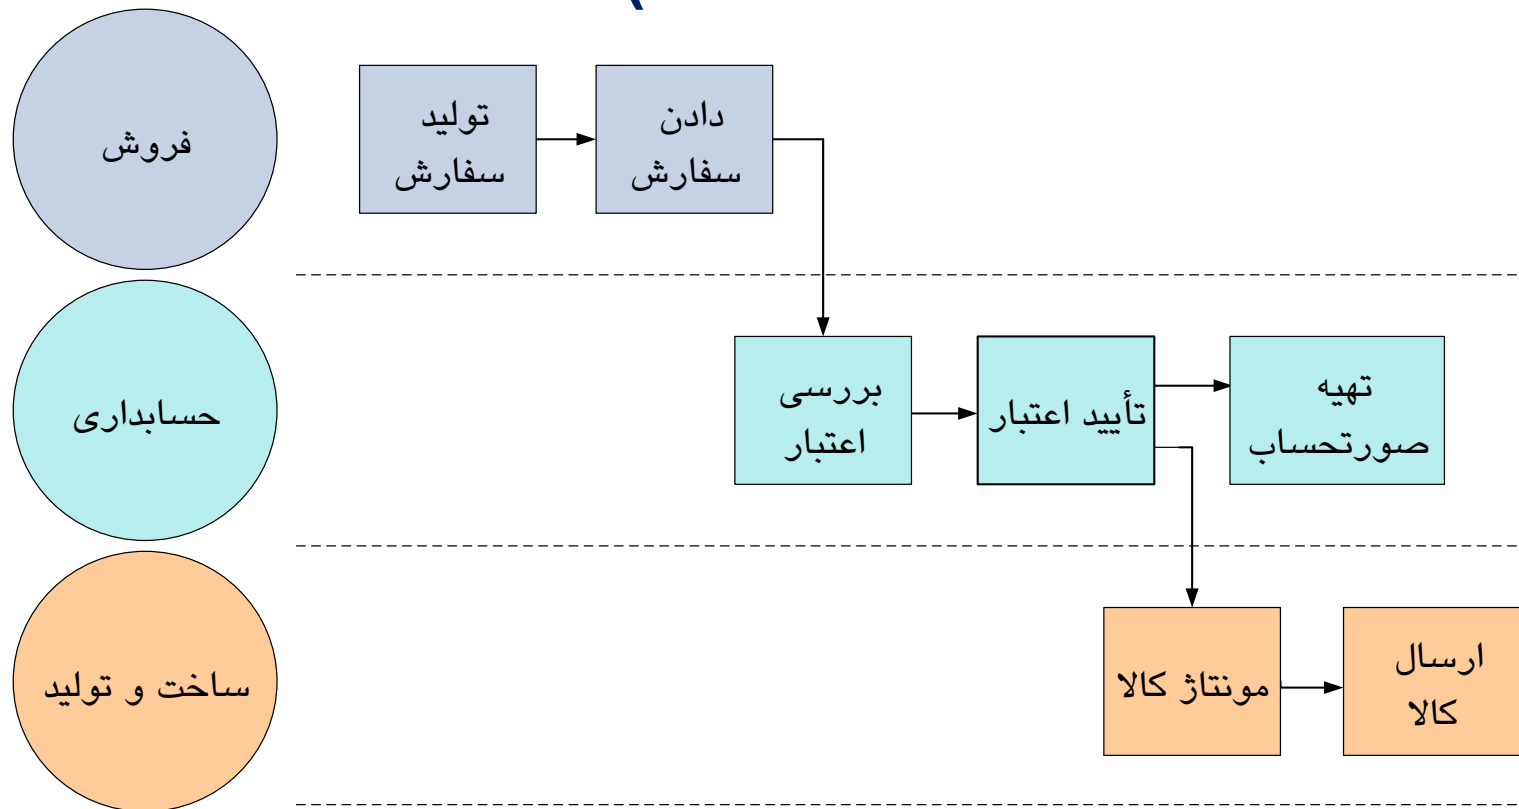 فروش
تولید
سفارش
دادن
سفارش
حسابداری
بررسی
اعتبار
تأیید اعتبار
تهیه
صورتحساب
ساخت و تولید
مونتاژ کالا
ارسال
کالا